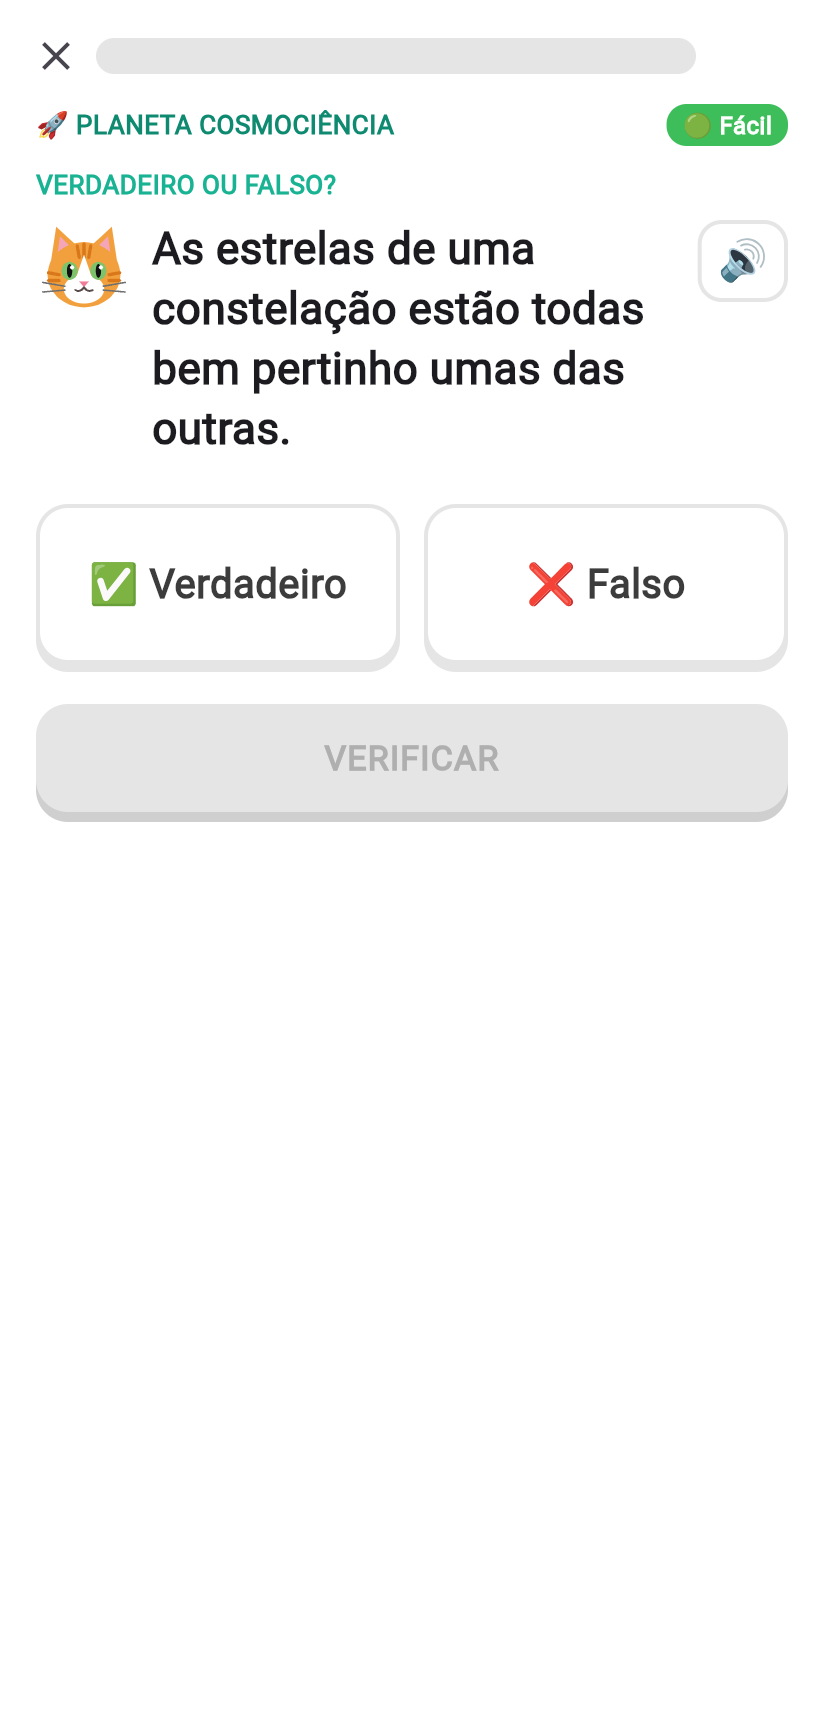 🚀 PLANETA COSMOCIÊNCIA
🟢 Fácil
VERDADEIRO OU FALSO?
As estrelas de uma
constelação estão todas
bem pertinho umas das
outras.
✅ Verdadeiro
❌ Falso
VERIFICAR